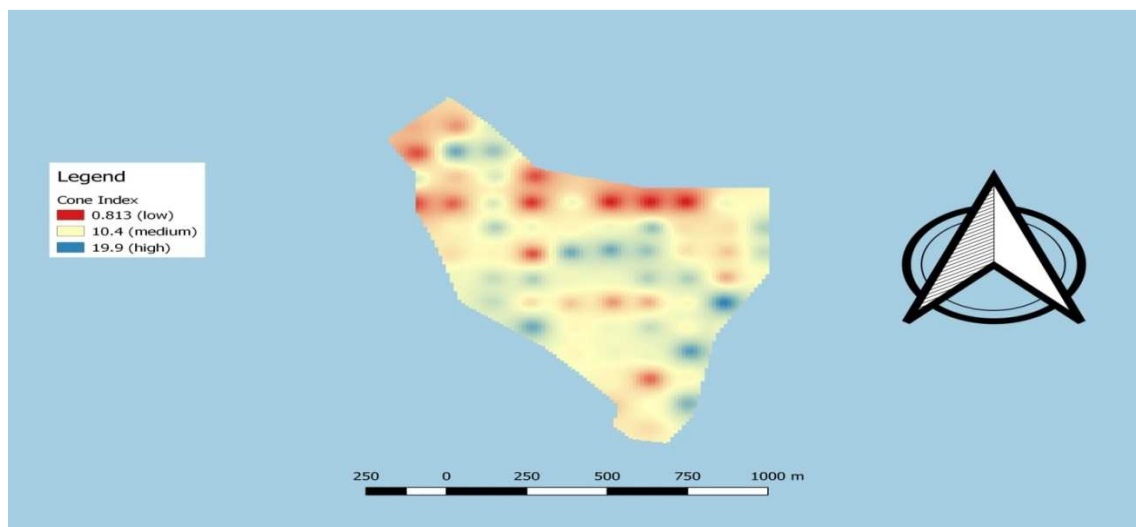 Legend
Cone Index
0.813 (low)
10.4 (medium)
19.9 (high)
250 0 250 500 750 1000 m